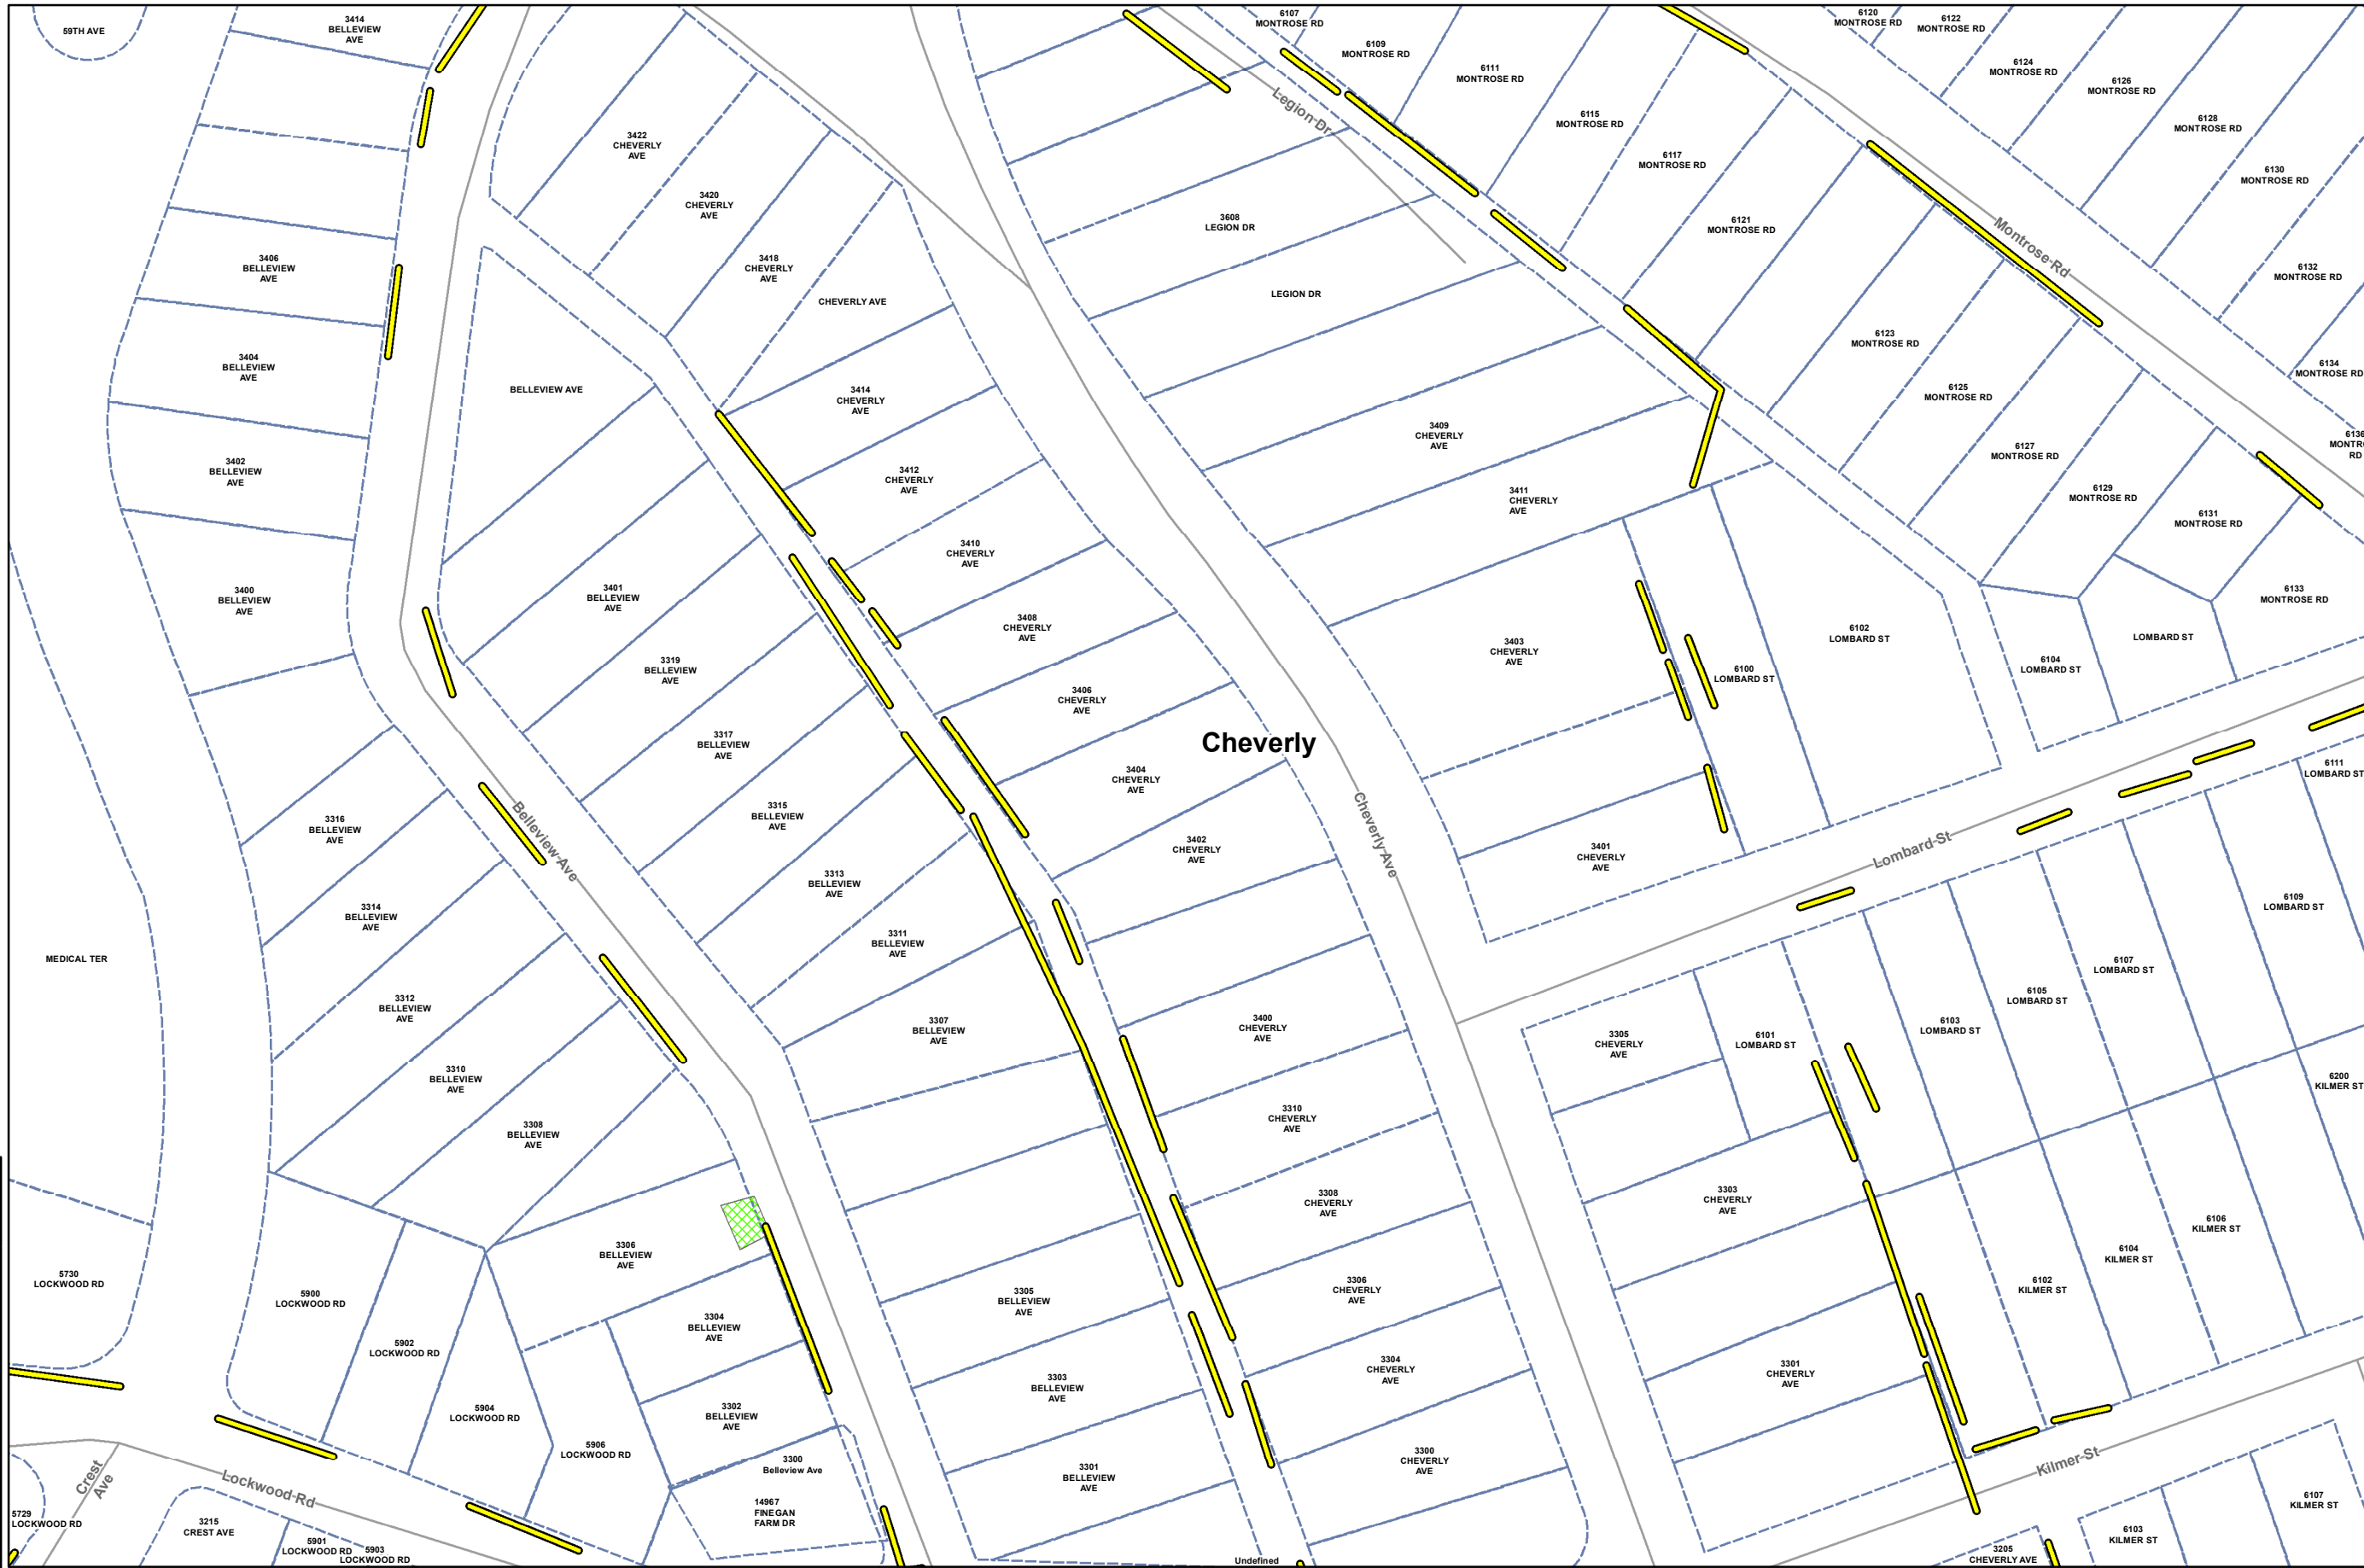 59TH AVE
3414
BELLEVIEW
AVE
6107
MONTROSE RD
6109
MONTROSE RD
6111
MONTROSE RD
6120
MONTROSE RD
6122
MONTROSE RD
6124
MONTROSE RD
6126
MONTROSE RD
6128
MONTROSE RD
6130
MONTROSE RD
6132
MONTROSE RD
6134
MONTROSE RD
6136
MONTR
RD
Legion Dr
Montrose Rd
3422
CHEVERLY
AVE
3420
CHEVERLY
AVE
3418
CHEVERLY
AVE
CHEVERLY AVE
3608
LEGION DR
LEGION DR
6115
MONTROSE RD
6117
MONTROSE RD
6121
MONTROSE RD
6123
MONTROSE RD
6125
MONTROSE RD
6127
MONTROSE RD
6129
MONTROSE RD
6131
MONTROSE RD
6133
MONTROSE RD
3406
BELLEVIEW
AVE
3404
BELLEVIEW
AVE
3402
BELLEVIEW
AVE
3400
BELLEVIEW
AVE
BELLEVIEW AVE
3414
CHEVERLY
AVE
3412
CHEVERLY
AVE
3410
CHEVERLY
AVE
3408
CHEVERLY
AVE
3406
CHEVERLY
AVE
3404
CHEVERLY
AVE
3402
CHEVERLY
AVE
3409
CHEVERLY
AVE
3411
CHEVERLY
AVE
3403
CHEVERLY
AVE
3401
CHEVERLY
AVE
6100
LOMBARD ST
6102
LOMBARD ST
6104
LOMBARD ST
LOMBARD ST
6111
LOMBARD ST
Cheverly
Cheverly Ave
Lombard St
Belleview Ave
3401
BELLEVIEW
AVE
3319
BELLEVIEW
AVE
3317
BELLEVIEW
AVE
3315
BELLEVIEW
AVE
3313
BELLEVIEW
AVE
3311
BELLEVIEW
AVE
3307
BELLEVIEW
AVE
3316
BELLEVIEW
AVE
3314
BELLEVIEW
AVE
3312
BELLEVIEW
AVE
3310
BELLEVIEW
AVE
3308
BELLEVIEW
AVE
MEDICAL TER
3400
CHEVERLY
AVE
3310
CHEVERLY
AVE
3308
CHEVERLY
AVE
3306
CHEVERLY
AVE
3304
CHEVERLY
AVE
3300
CHEVERLY
AVE
3305
CHEVERLY
AVE
6101
LOMBARD ST
6103
LOMBARD ST
6105
LOMBARD ST
6107
LOMBARD ST
6109
LOMBARD ST
6200
KILMER ST
3303
CHEVERLY
AVE
3301
CHEVERLY
AVE
6102
KILMER ST
6104
KILMER ST
6106
KILMER ST
5730
LOCKWOOD RD
5900
LOCKWOOD RD
5902
LOCKWOOD RD
5904
LOCKWOOD RD
5906
LOCKWOOD RD
3306
BELLEVIEW
AVE
3304
BELLEVIEW
AVE
3302
BELLEVIEW
AVE
3300
Belleview Ave
14967
FINEGAN
FARM DR
3305
BELLEVIEW
AVE
3303
BELLEVIEW
AVE
3301
BELLEVIEW
AVE
Crest
Ave
Lockwood Rd
Kilmer St
5729
LOCKWOOD RD
3215
CREST AVE
5901
LOCKWOOD RD
5903
LOCKWOOD RD
Undefined
3205
CHEVERLY AVE
6103
KILMER ST
6107
KILMER ST